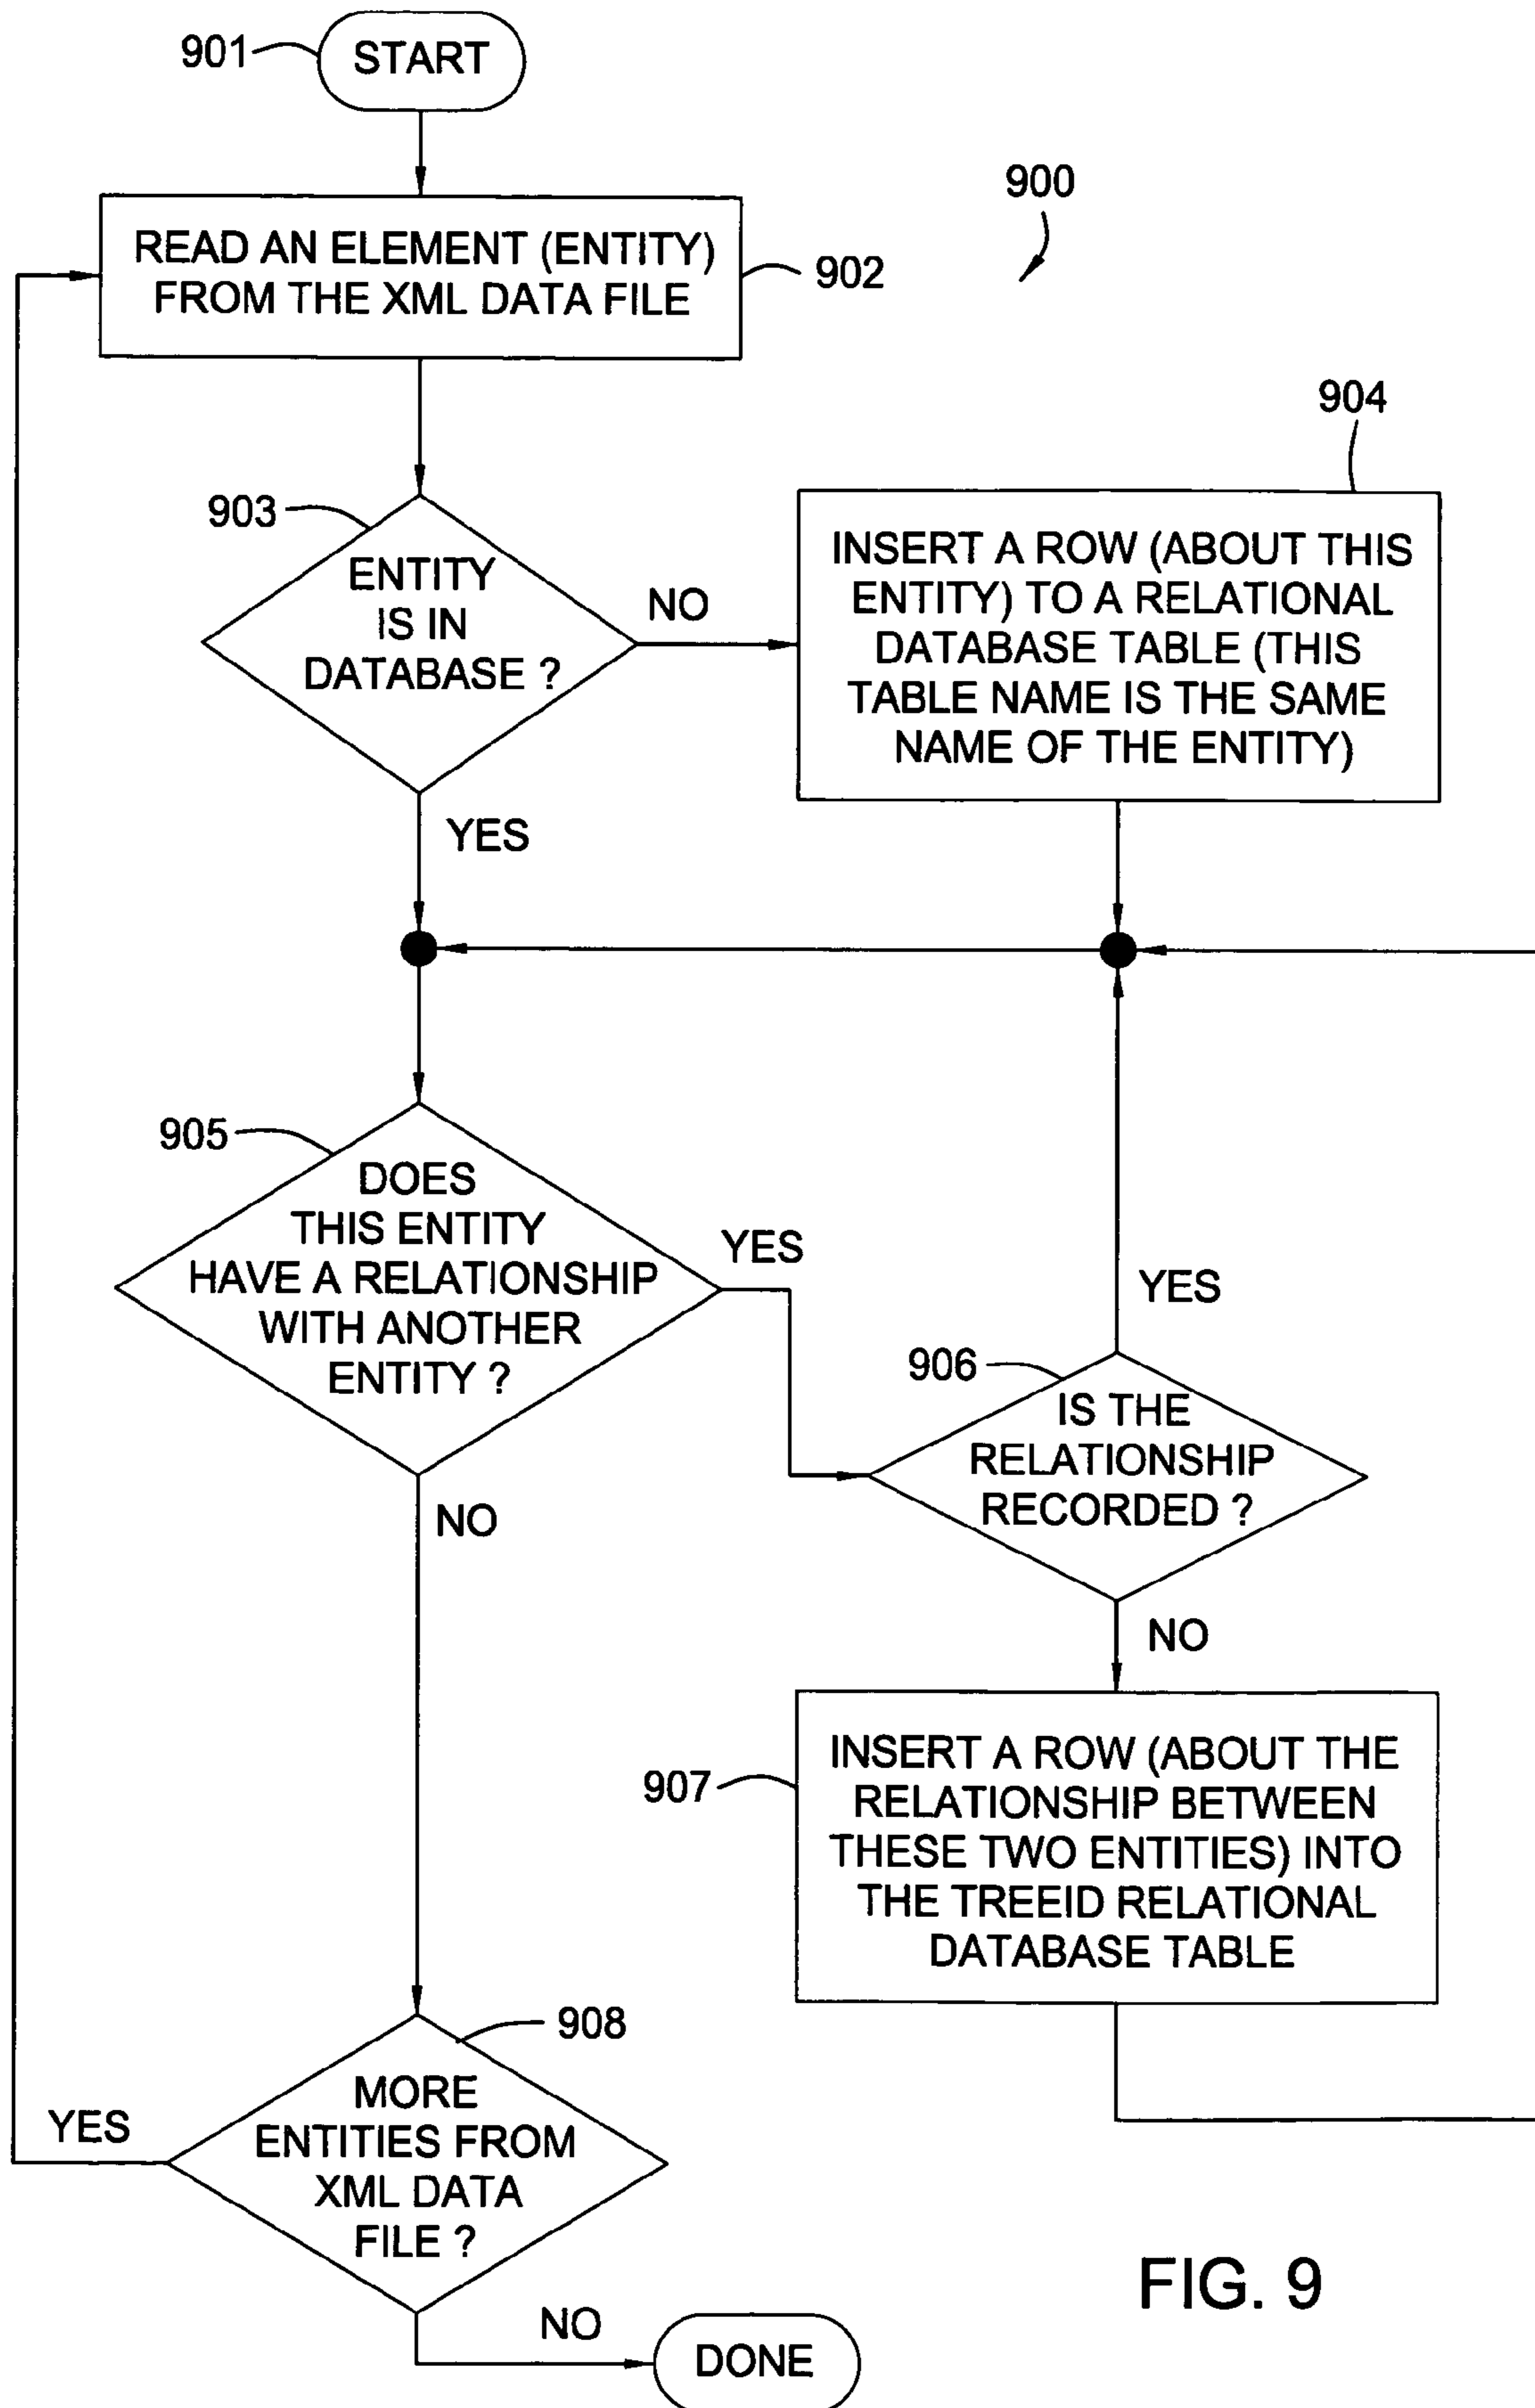 901
START
900
READ AN ELEMENT (ENTITY)
FROM THE XML DATA FILE
902
904
903
ENTITY
IS IN
DATABASE ?
NO
INSERT A ROW (ABOUT THIS
ENTITY) TO A RELATIONAL
DATABASE TABLE (THIS
TABLE NAME IS THE SAME
NAME OF THE ENTITY)
YES
905
DOES
THIS ENTITY
HAVE A RELATIONSHIP
WITH ANOTHER
ENTITY ?
YES
YES
906
IS THE
RELATIONSHIP
RECORDED ?
NO
NO
907
INSERT A ROW (ABOUT THE
RELATIONSHIP BETWEEN
THESE TWO ENTITIES) INTO
THE TREEID RELATIONAL
DATABASE TABLE
908
MORE
ENTITIES FROM
XML DATA
FILE ?
YES
NO
DONE
FIG. 9